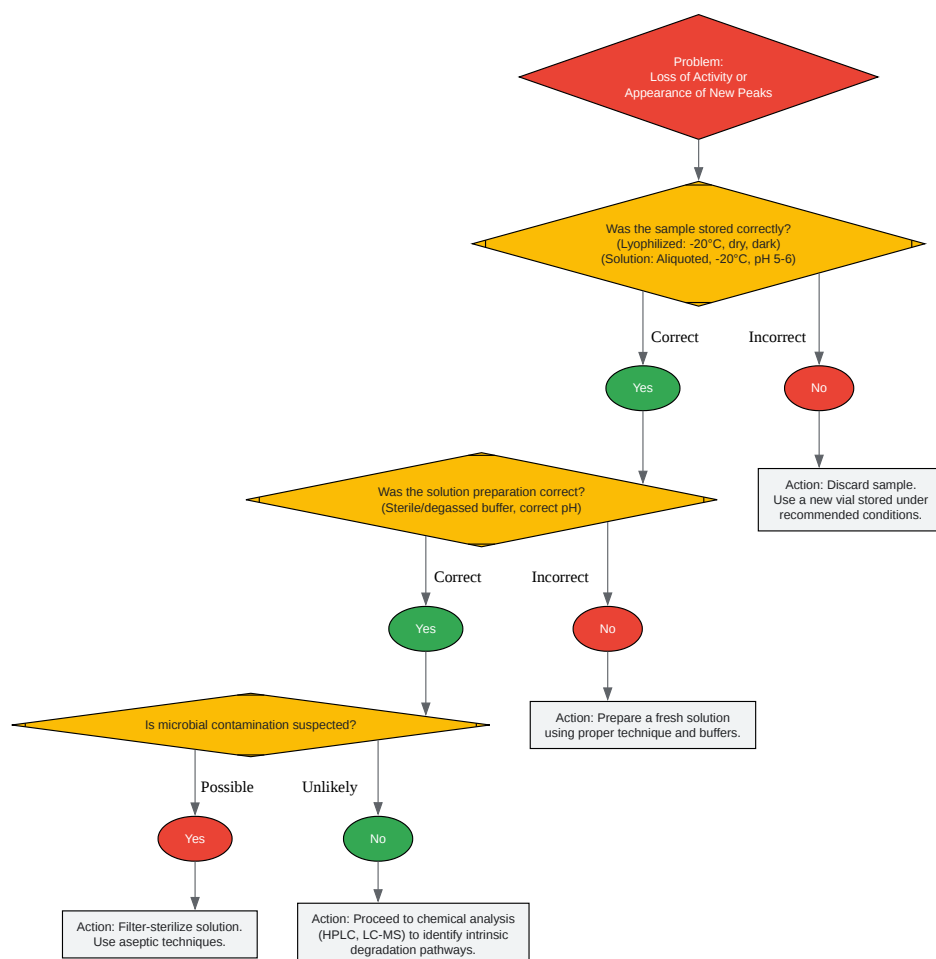 Problem:
Loss of Activity or
Appearance of New Peaks
Was the sample stored correctly?
(Lyophilized: -20°C, dry, dark)
(Solution: Aliquoted, -20°C, pH 5-6)
Correct
Incorrect
Yes
No
Action: Discard sample.
Use a new vial stored under
recommended conditions.
Was the solution preparation correct?
(Sterile/degassed buffer, correct pH)
Correct
Incorrect
Yes
No
Action: Prepare a fresh solution
using proper technique and buffers.
Is microbial contamination suspected?
Possible
Unlikely
Yes
No
Action: Filter-sterilize solution.
Use aseptic techniques.
Action: Proceed to chemical analysis
(HPLC, LC-MS) to identify intrinsic
degradation pathways.